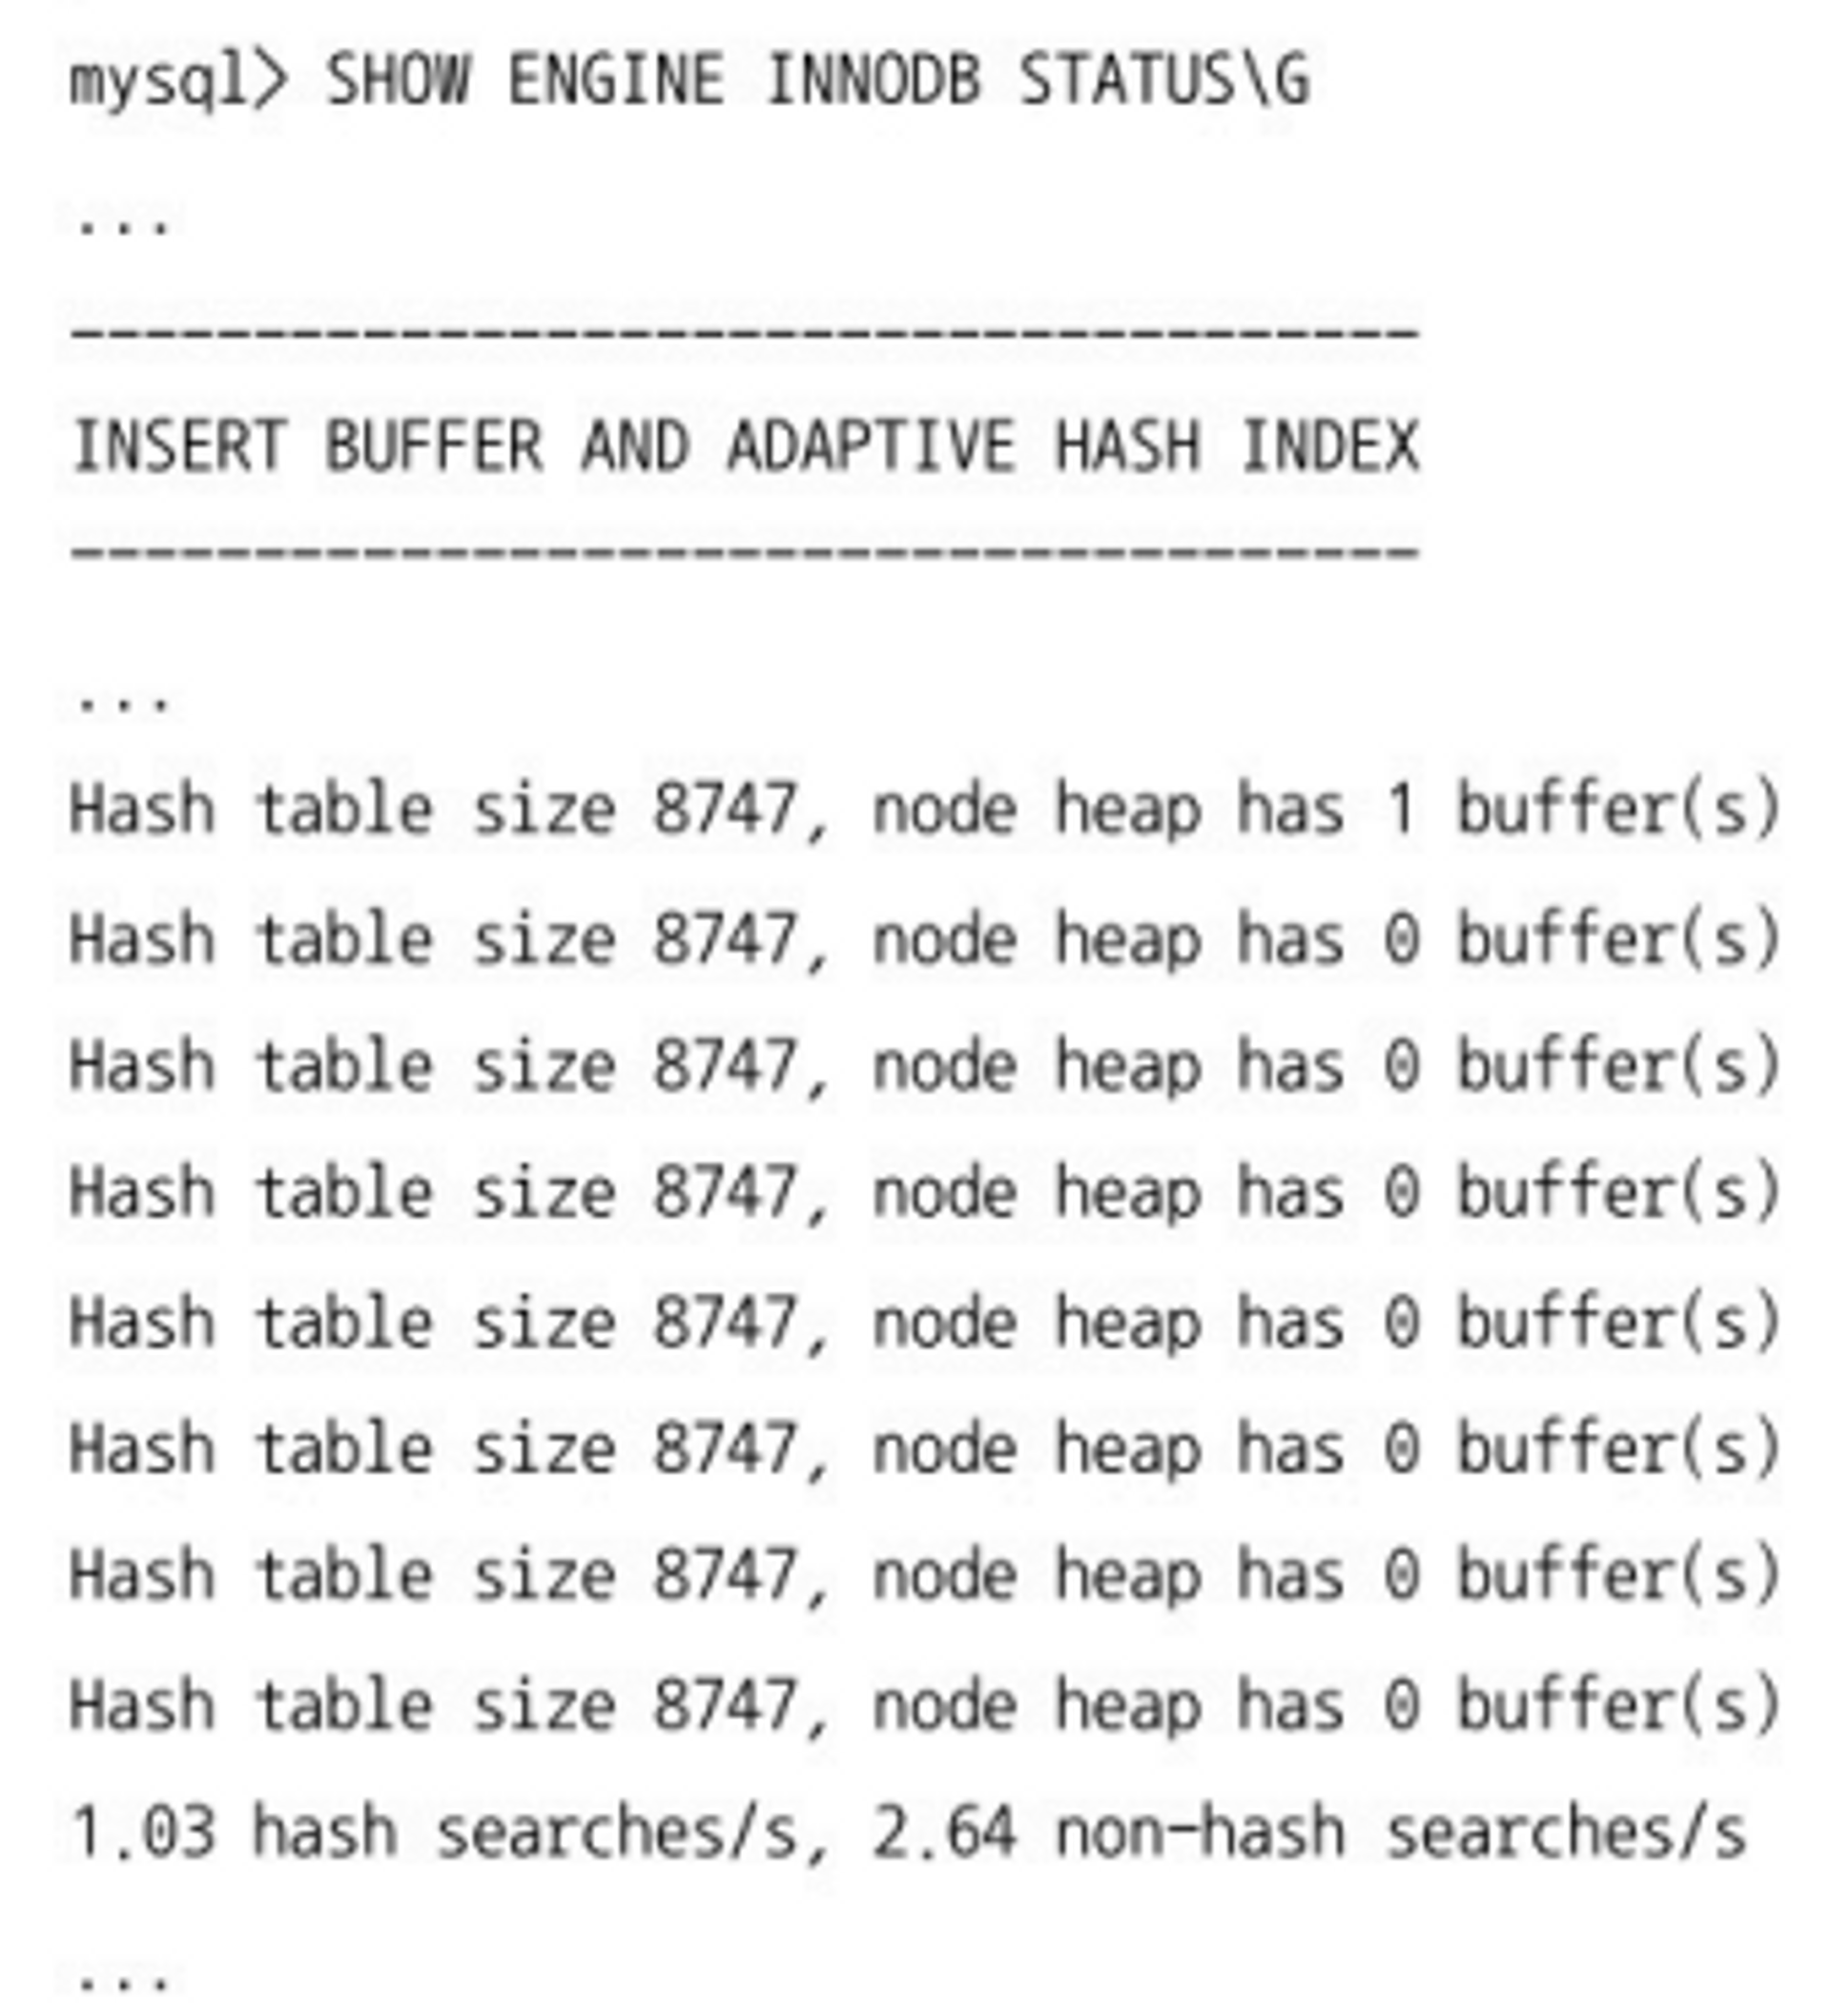 mysql> SHOW ENGINE INNODB STATUS\G
...
-------------------------------------
INSERT BUFFER AND ADAPTIVE HASH INDEX
-------------------------------------
...
Hash table size 8747, node heap has 1 buffer(s)
Hash table size 8747, node heap has 0 buffer(s)
Hash table size 8747, node heap has 0 buffer(s)
Hash table size 8747, node heap has 0 buffer(s)
Hash table size 8747, node heap has 0 buffer(s)
Hash table size 8747, node heap has 0 buffer(s)
Hash table size 8747, node heap has 0 buffer(s)
Hash table size 8747, node heap has 0 buffer(s)
1.03 hash searches/s, 2.64 non-hash searches/s
...